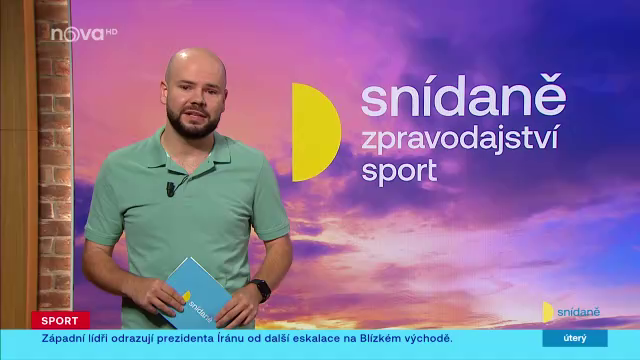 nova HD
snídaně
zpravodajství
sport
snídaně
SPORT
snídaně
Západní lídři odrazují prezidenta Íránu od další eskalace na Blízkém východě.
úterý